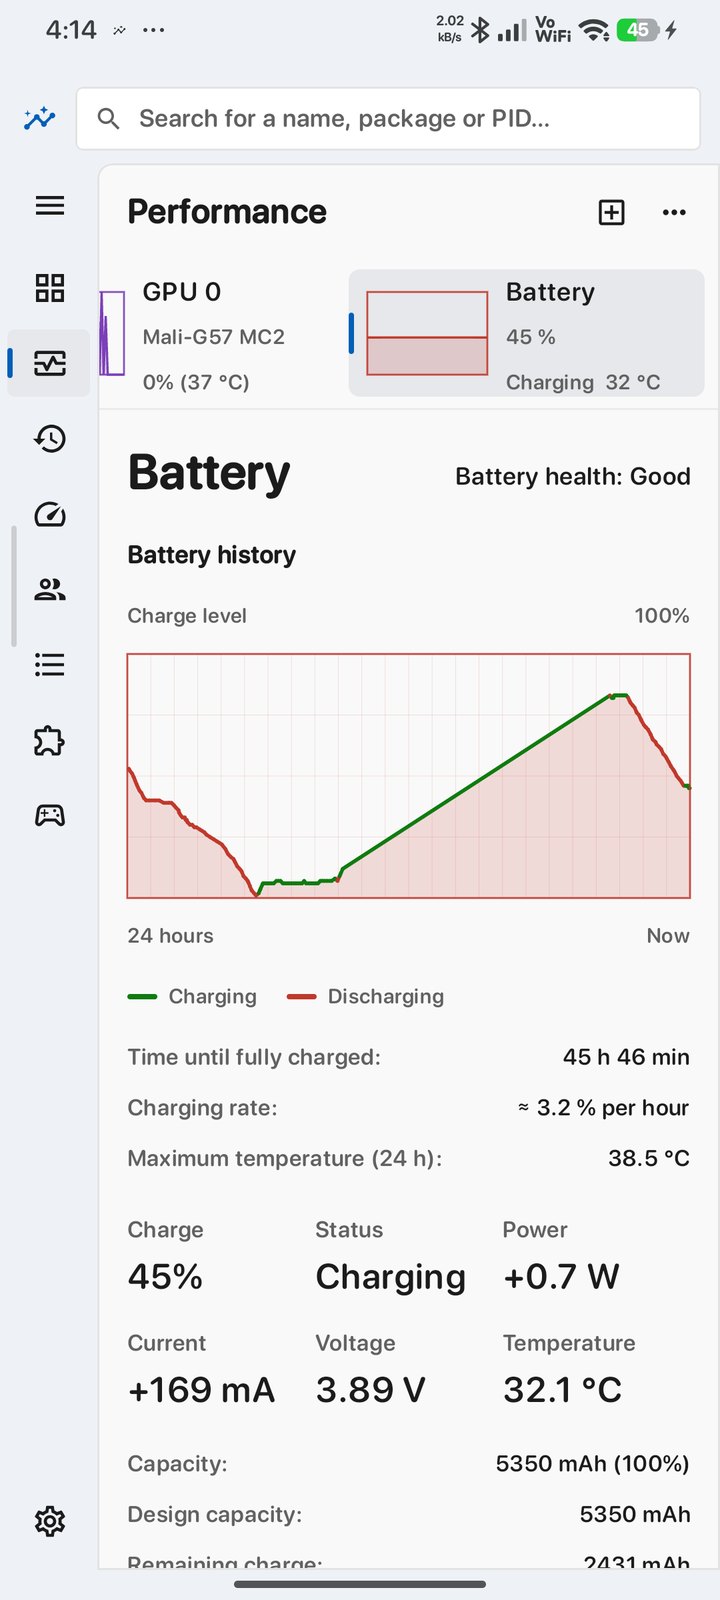 4:14
2.02 kB/s Vo WiFi 45
Search for a name, package or PID...
Performance
GPU 0
Mali-G57 MC2
0% (37 °C)
Battery
45 %
Charging 32 °C
Battery
Battery health: Good
Battery history
Charge level 100%
24 hours Now
Charging Discharging
Time until fully charged: 45 h 46 min
Charging rate: ≈ 3.2 % per hour
Maximum temperature (24 h): 38.5 °C
Charge Status Power
45% Charging +0.7 W
Current Voltage Temperature
+169 mA 3.89 V 32.1 °C
Capacity: 5350 mAh (100%)
Design capacity: 5350 mAh
Remaining charge: 2431 mAh